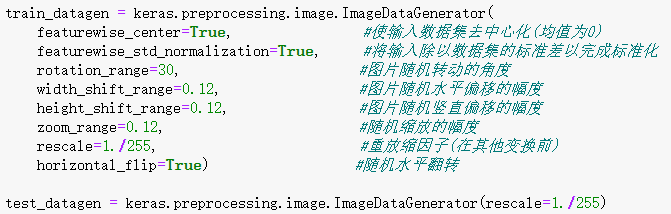 train_datagen = keras.preprocessing.image.ImageDataGenerator(
    featurewise_center=True,                #使输入数据集去中心化(均值为0)
    featurewise_std_normalization=True,     #将输入除以数据集的标准差以完成标准化
    rotation_range=30,                      #图片随机转动的角度
    width_shift_range=0.12,                 #图片随机水平偏移的幅度
    height_shift_range=0.12,                #图片随机竖直偏移的幅度
    zoom_range=0.12,                        #随机缩放的幅度
    rescale=1./255,                         #重放缩因子(在其他变换前)
    horizontal_flip=True)                   #随机水平翻转
test_datagen = keras.preprocessing.image.ImageDataGenerator(rescale=1./255)